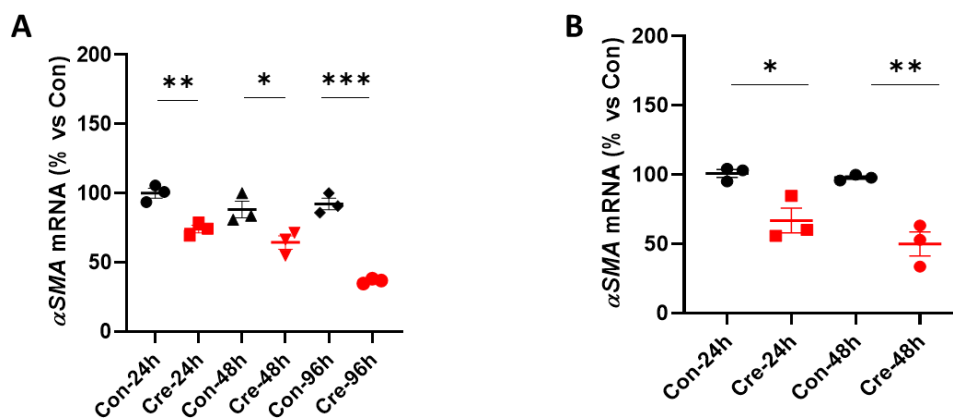 A
αSMA mRNA (% vs Con)
200
150
100
50
0
** * ***
Con-24h
Cre-24h
Con-48h
Cre-48h
Con-96h
Cre-96h
B
αSMA mRNA (% vs Con)
200
150
100
50
0
* **
Con-24h
Cre-24h
Con-48h
Cre-48h